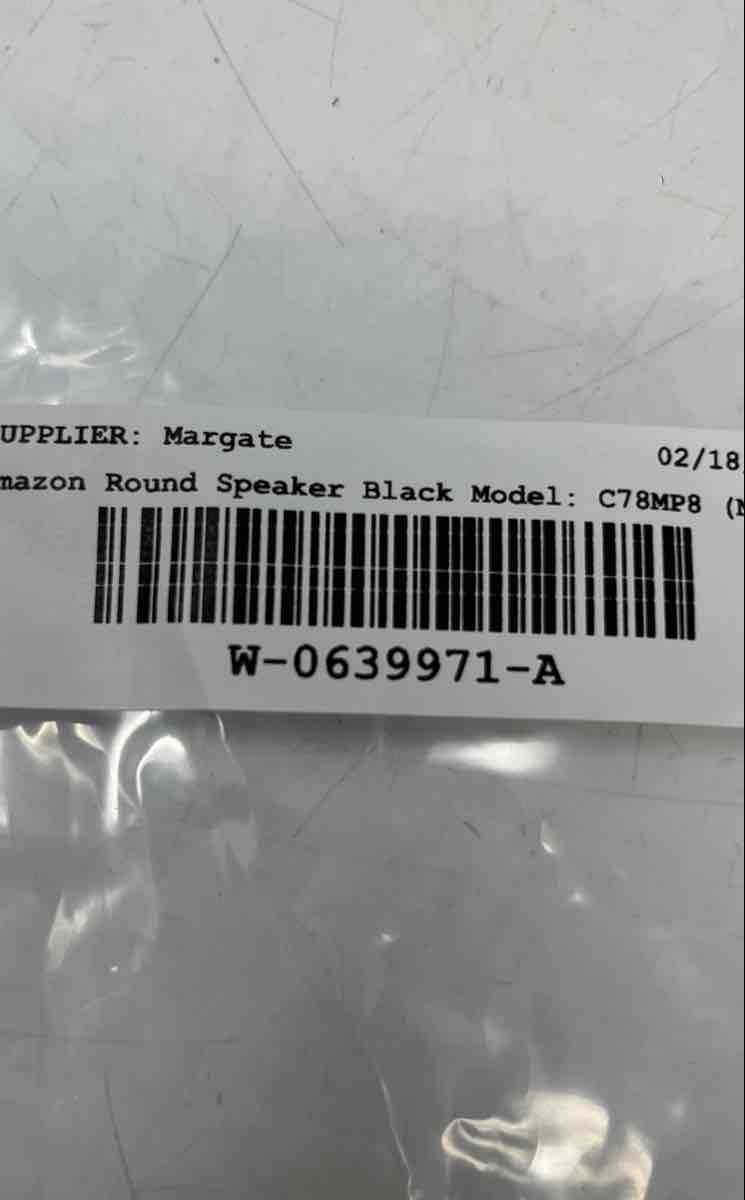 UPPLIER: Margate
02/18
mazon Round Speaker Black Model: C78MP8 (N
W-0639971-A